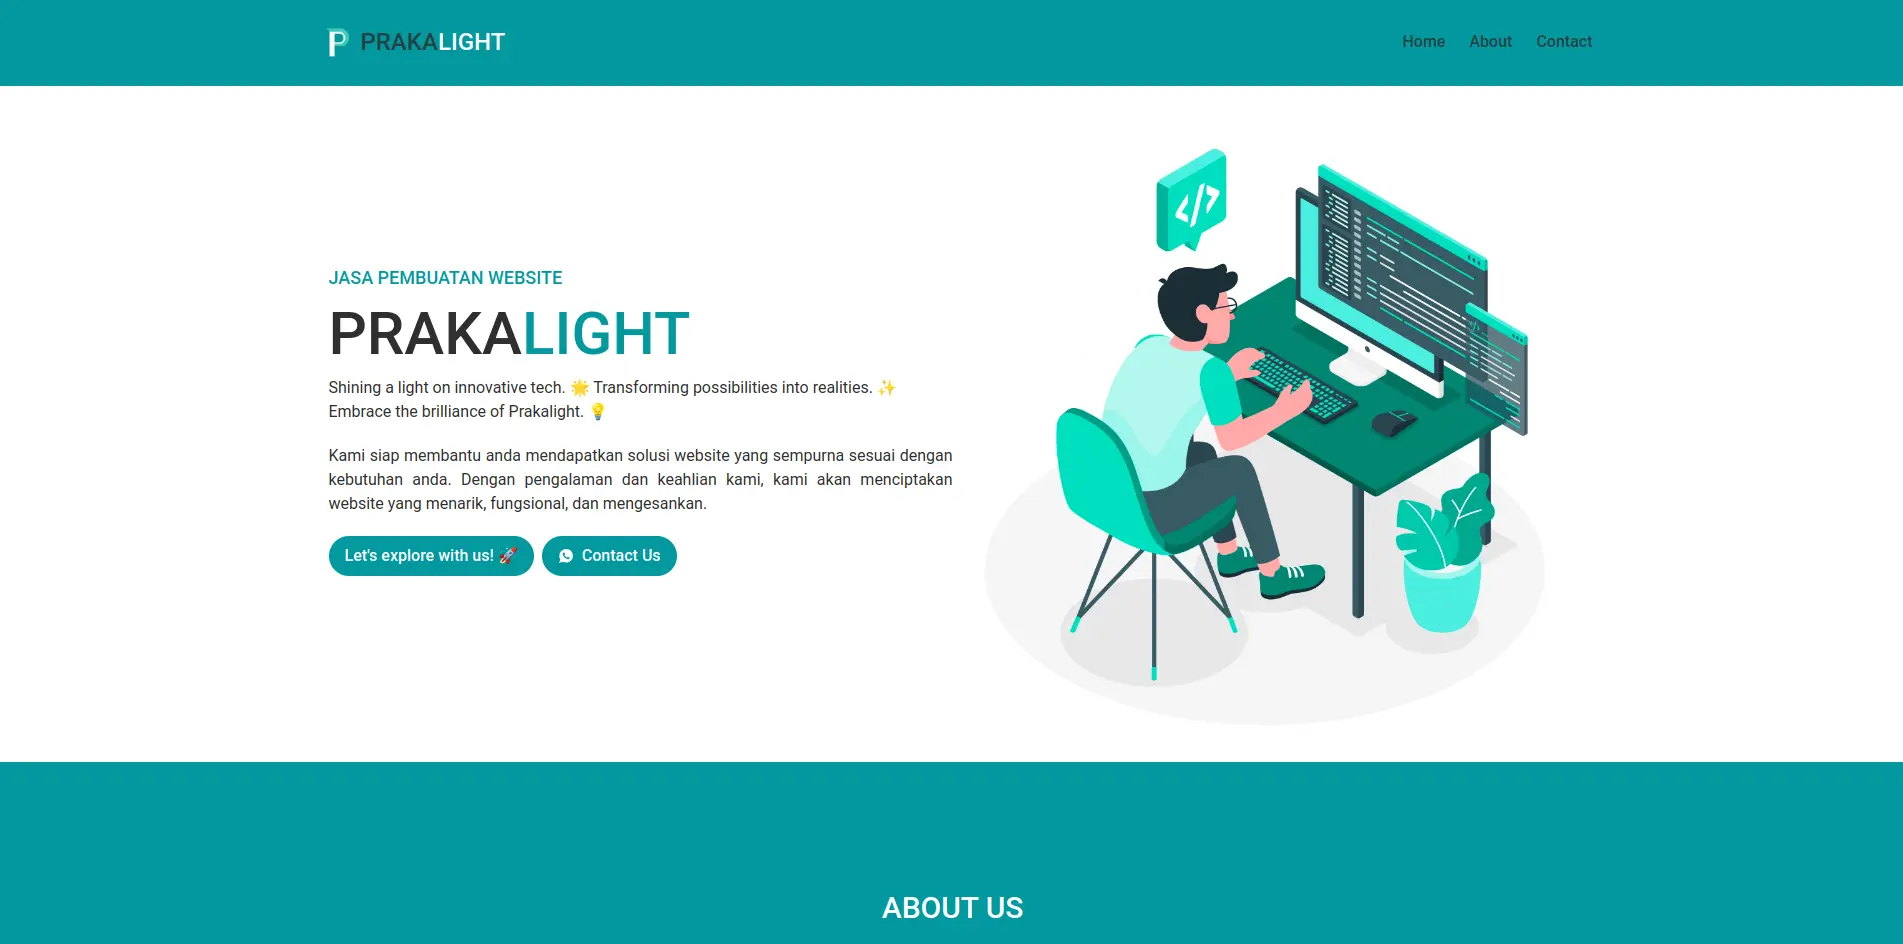 PRAKALIGHT
Home About Contact
</>
JASA PEMBUATAN WEBSITE
PRAKALIGHT
Shining a light on innovative tech. 🌟 Transforming possibilities into realities. ✨
Embrace the brilliance of Prakalight. 💡
Kami siap membantu anda mendapatkan solusi website yang sempurna sesuai dengan
kebutuhan anda. Dengan pengalaman dan keahlian kami, kami akan menciptakan
website yang menarik, fungsional, dan mengesankan.
Let's explore with us! 🚀 Contact Us
ABOUT US